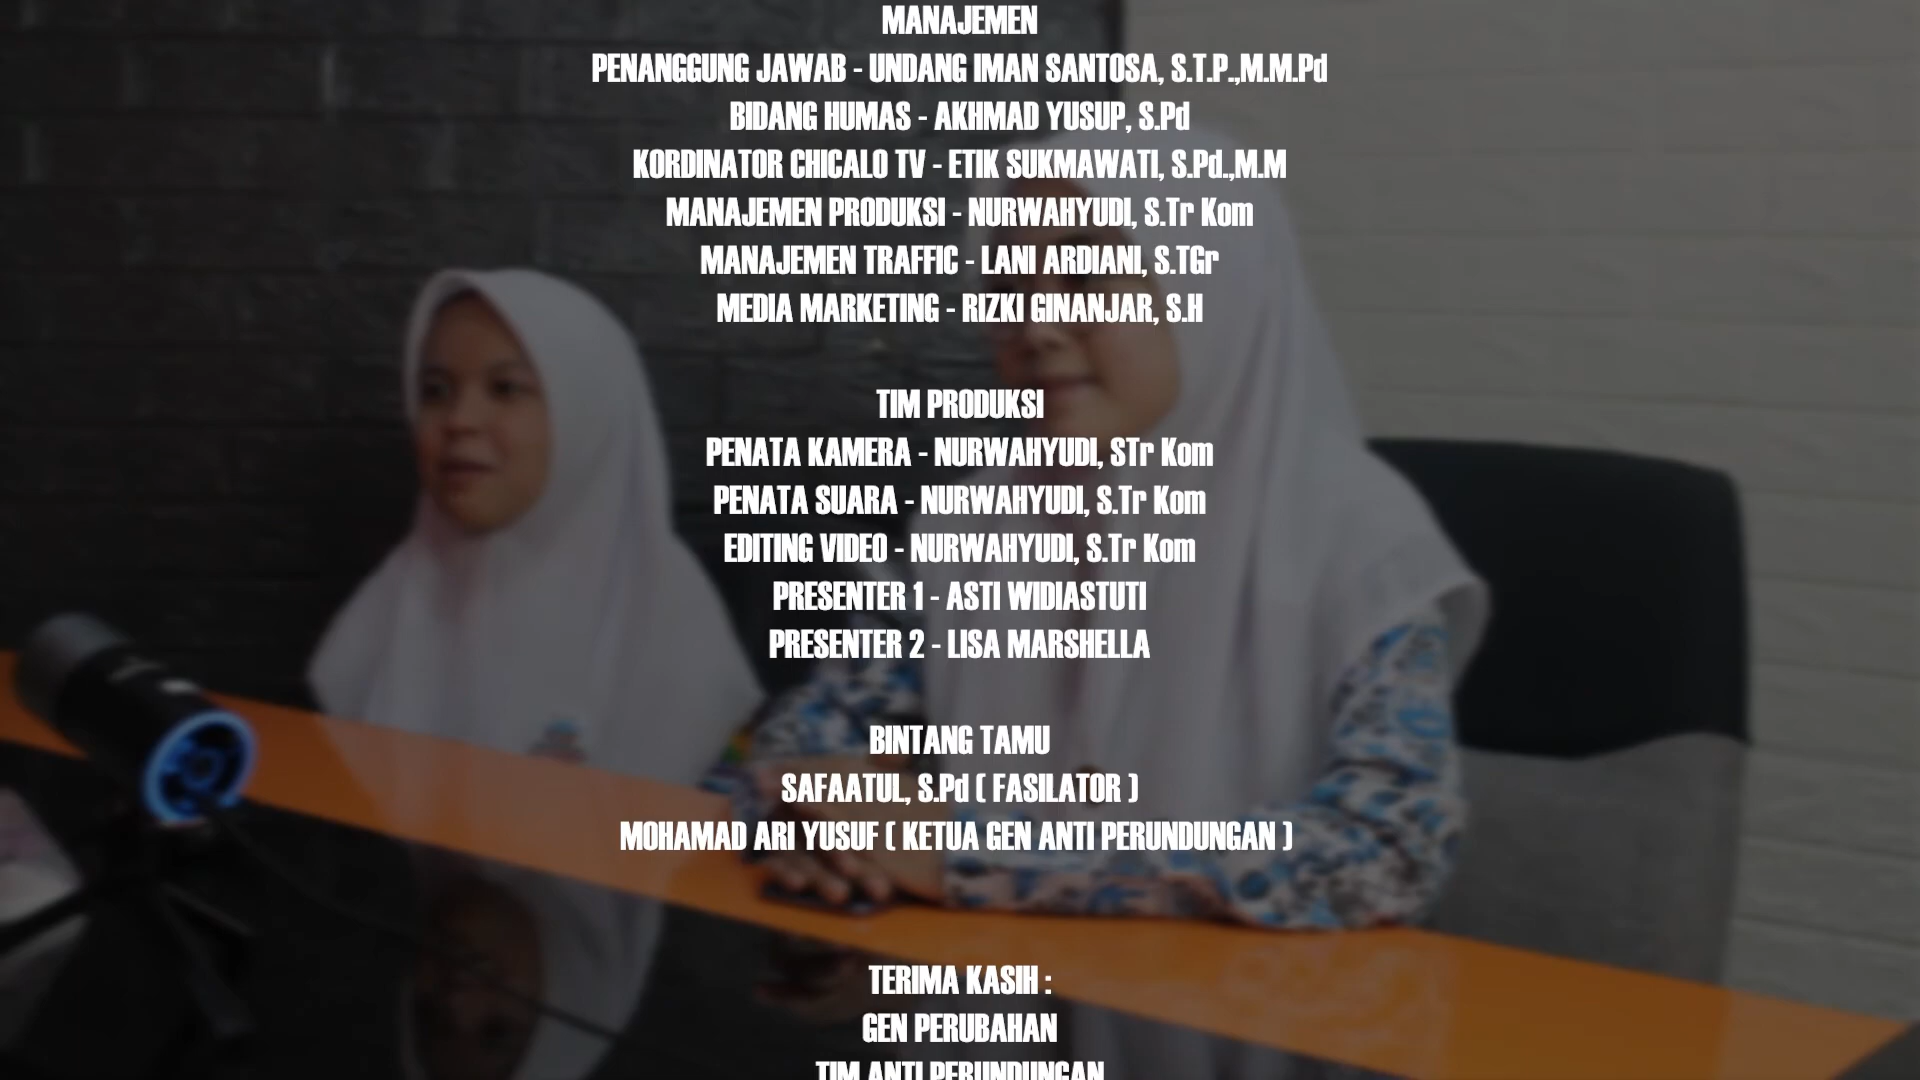 MANAJEMEN
PENANGGUNG JAWAB - UNDANG IMAN SANTOSA, S.T.P.,M.M.Pd
BIDANG HUMAS - AKHMAD YUSUP, S.Pd
KORDINATOR CHICALO TV - ETIK SUKMAWATI, S.Pd.,M.M
MANAJEMEN PRODUKSI - NURWAHYUDI, S.Tr Kom
MANAJEMEN TRAFFIC - LANI ARDIANI, S.TGr
MEDIA MARKETING - RIZKI GINANJAR, S.H
TIM PRODUKSI
PENATA KAMERA - NURWAHYUDI, STr Kom
PENATA SUARA - NURWAHYUDI, S.Tr Kom
EDITING VIDEO - NURWAHYUDI, S.Tr Kom
PRESENTER 1 - ASTI WIDIASTUTI
PRESENTER 2 - LISA MARSHELLA
BINTANG TAMU
SAFAATUL, S.Pd ( FASILATOR )
MOHAMAD ARI YUSUF ( KETUA GEN ANTI PERUNDUNGAN )
TERIMA KASIH :
GEN PERUBAHAN
TIM ANTI PERUNDUNGAN